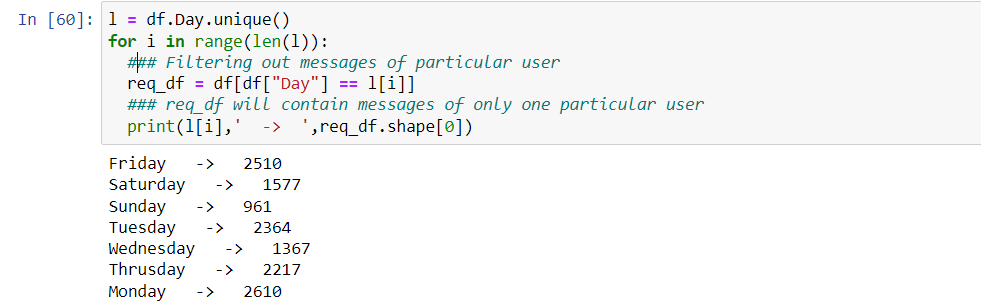 In [60]: l = df.Day.unique()
for i in range(len(l)):
  ### Filtering out messages of particular user
  req_df = df[df["Day"] == l[i]]
  ### req_df will contain messages of only one particular user
  print(l[i],'  ->  ',req_df.shape[0])
Friday   ->   2510
Saturday   ->   1577
Sunday   ->   961
Tuesday   ->   2364
Wednesday   ->   1367
Thrusday   ->   2217
Monday   ->   2610